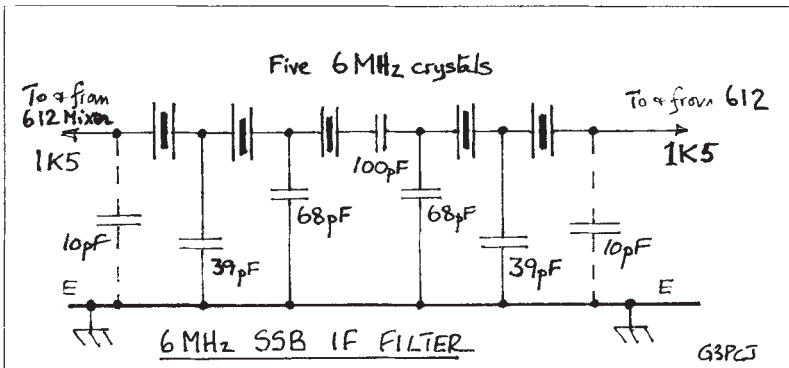 Five 6 MHz crystals
To & from
612 Mixer
1K5
To & from 612
1K5
100pF
68pF
68pF
10pF
39pF
39pF
10pF
E
E
6 MHz SSB IF FILTER
G3PCJ